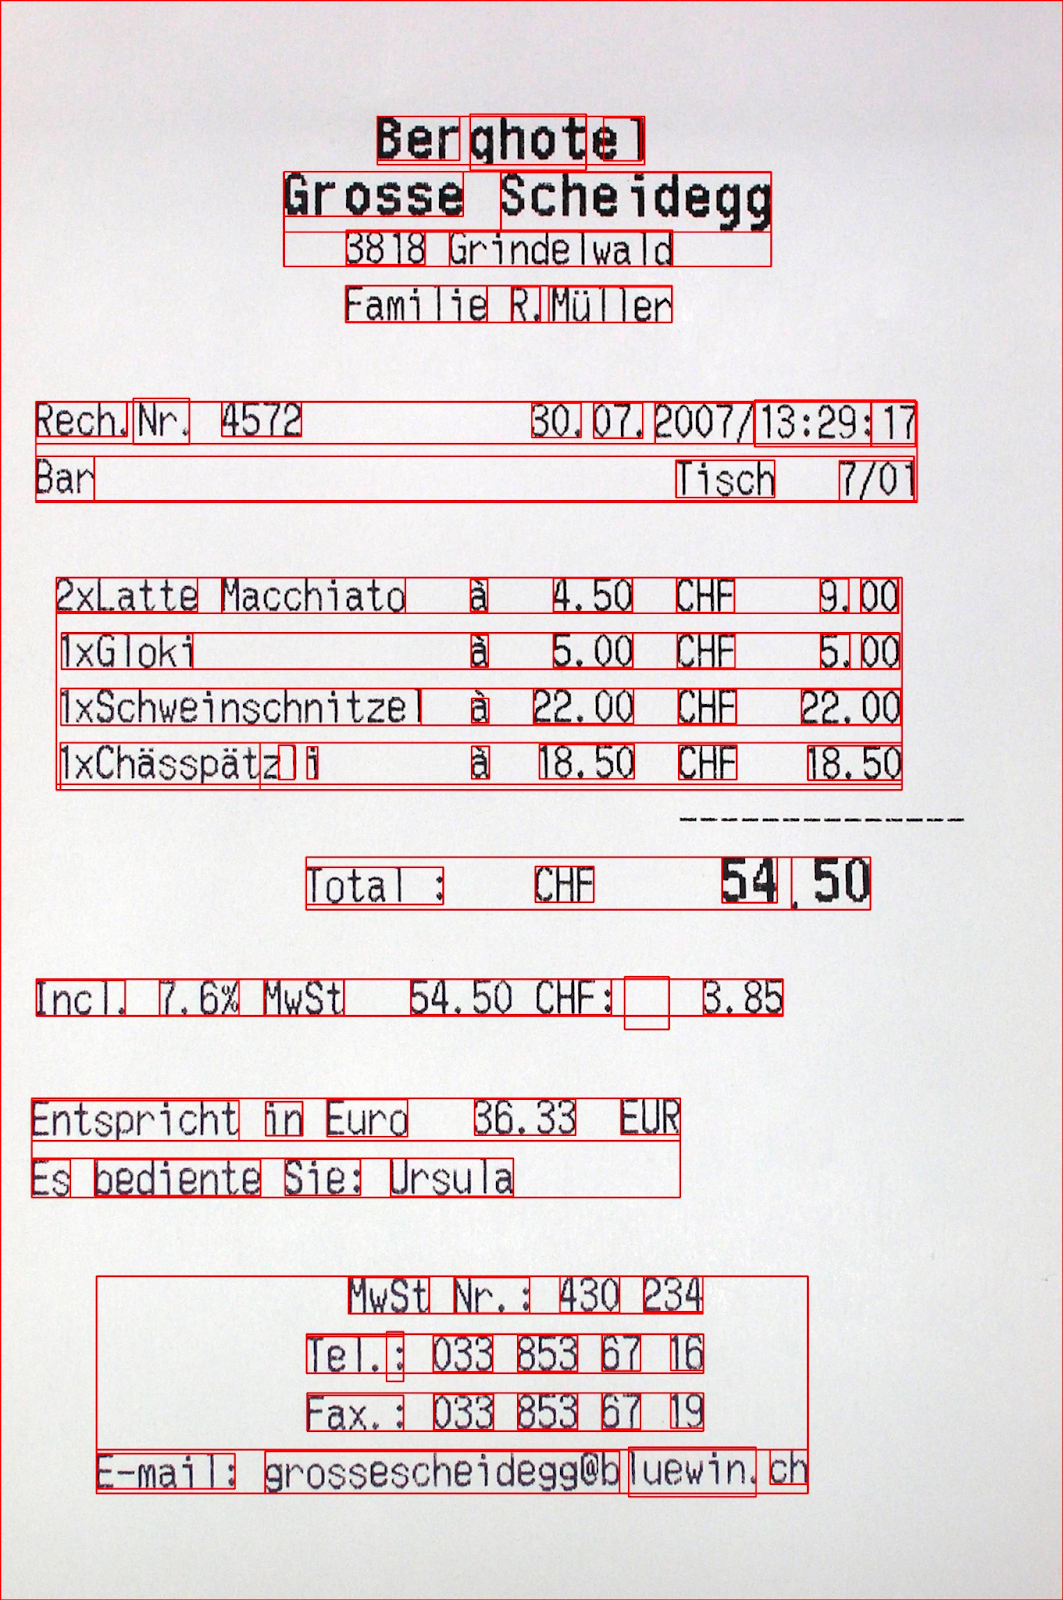 Berghotel
Grosse Scheidegg
3818 Grindelwald
Familie R.Müller
Rech.Nr. 4572 30.07.2007/13:29:17
Bar Tisch 7/01
2xLatte Macchiato à 4.50 CHF 9.00
1xGloki à 5.00 CHF 5.00
1xSchweinschnitzel à 22.00 CHF 22.00
1xChässpätzli à 18.50 CHF 18.50
--------------
Total : CHF 54.50
Incl. 7.6% MwSt 54.50 CHF: 3.85
Entspricht in Euro 36.33 EUR
Es bediente Sie: Ursula
MwSt Nr.: 430 234
Tel.: 033 853 67 16
Fax.: 033 853 67 19
E-mail: grossescheidegg@bluewin.ch